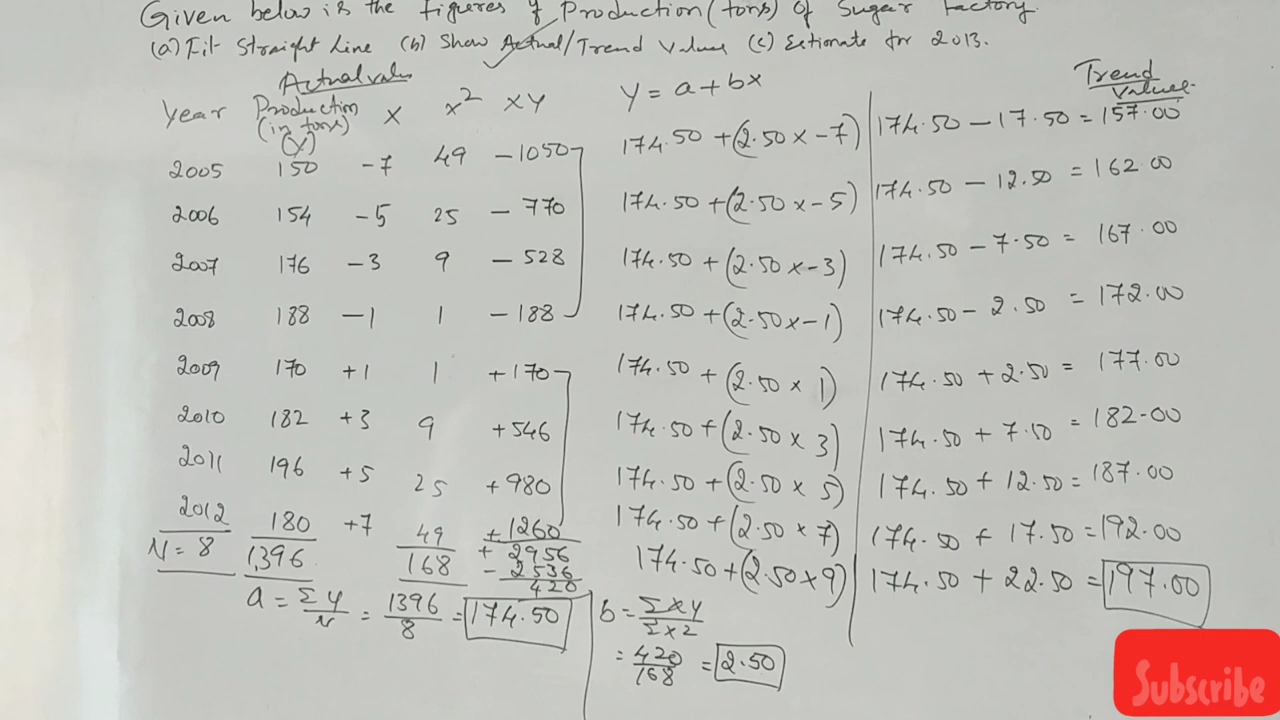 Given below is the figures of Production (tons) of Sugar factory.
(a) Fit Straight Line (b) Show Actual/Trend Values (c) Estimate for 2013.
Actual value
Trend Values
Year Production (in tons) (Y) X x² XY Y = a + bx
2005 150 -7 49 -1050 174.50 + (2.50 x -7) 174.50 - 17.50 = 157.00
2006 154 -5 25 - 770 174.50 + (2.50 x -5) 174.50 - 12.50 = 162.00
2007 176 -3 9 - 528 174.50 + (2.50 x -3) 174.50 - 7.50 = 167.00
2008 188 -1 1 - 188 174.50 + (2.50 x -1) 174.50 - 2.50 = 172.00
2009 170 +1 1 +170 174.50 + (2.50 x 1) 174.50 + 2.50 = 177.00
2010 182 +3 9 +546 174.50 + (2.50 x 3) 174.50 + 7.50 = 182-00
2011 196 +5 25 +980 174.50 + (2.50 x 5) 174.50 + 12.50 = 187.00
2012 180 +7 49 +1260 174.50 + (2.50 x 7) 174.50 + 17.50 = 192.00
N = 8 1,396 168 + 2956 174.50 + (2.50 x 9) 174.50 + 22.50 = 197.00
- 2536
420
a = ΣY/N = 1396/8 = 174.50 b = ΣXY/Σx2
= 420/168 = 2.50
Subscribe